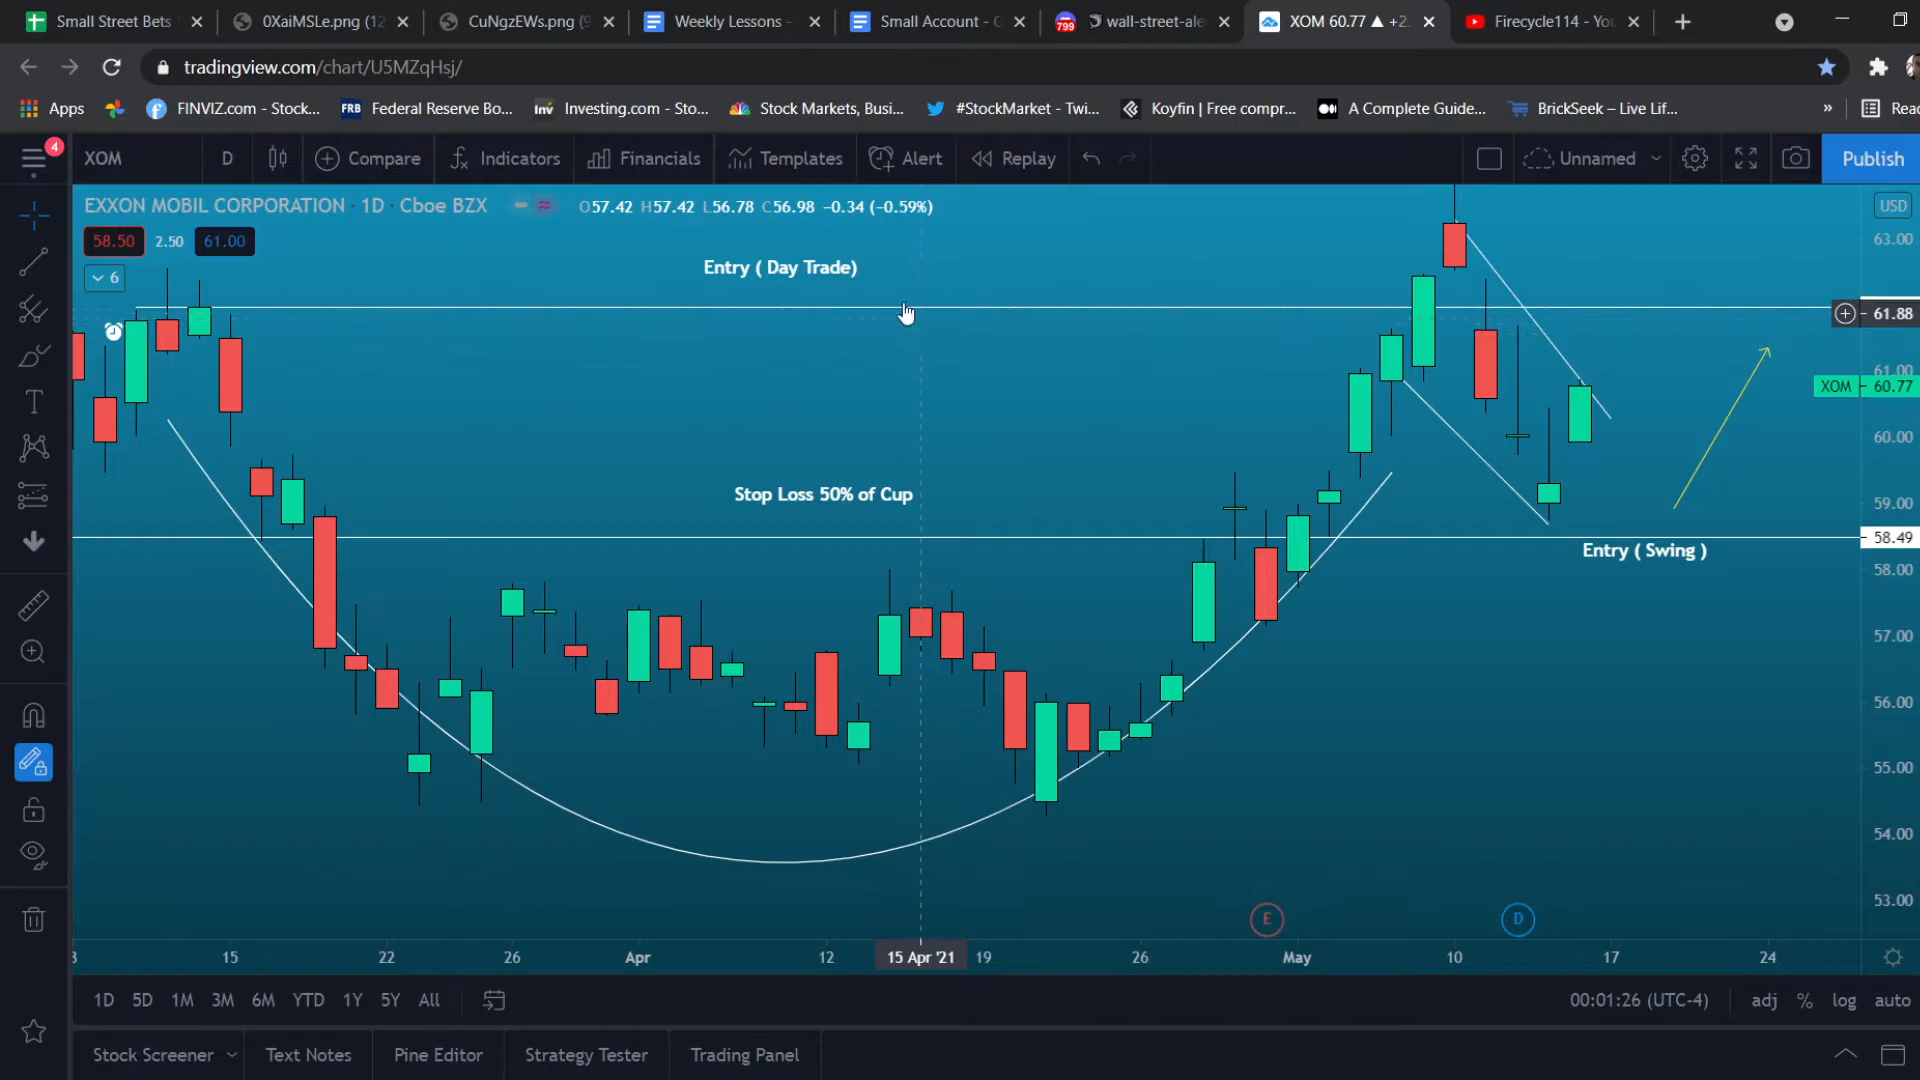 Small Street Bets
0XaiMSLe.png (12
CuNgzEWs.png (9
Weekly Lessons -
Small Account - C
799
wall-street-ale
XOM 60.77 ▲ +2.
Firecycle114 - You
tradingview.com/chart/U5MZqHsj/
Apps
FINVIZ.com - Stock...
FRB
Federal Reserve Bo...
Inv
Investing.com - Sto...
Stock Markets, Busi...
#StockMarket - Twi...
Koyfin | Free compr...
A Complete Guide...
BrickSeek – Live Lif...
»
Read
4
XOM
D
Compare
Indicators
Financials
Templates
Alert
Replay
Unnamed
Publish
EXXON MOBIL CORPORATION · 1D · Cboe BZX
O57.42 H57.42 L56.78 C56.98 −0.34 (−0.59%)
USD
58.50
2.50
61.00
63.00
Entry ( Day Trade)
6
61.88
61.00
XOM
60.77
60.00
Stop Loss 50% of Cup
59.00
58.49
Entry ( Swing )
58.00
57.00
56.00
55.00
54.00
53.00
E
D
15
22
26
Apr
12
15 Apr '21
19
26
May
10
17
24
1D
5D
1M
3M
6M
YTD
1Y
5Y
All
00:01:26 (UTC-4)
adj
%
log
auto
Stock Screener
Text Notes
Pine Editor
Strategy Tester
Trading Panel